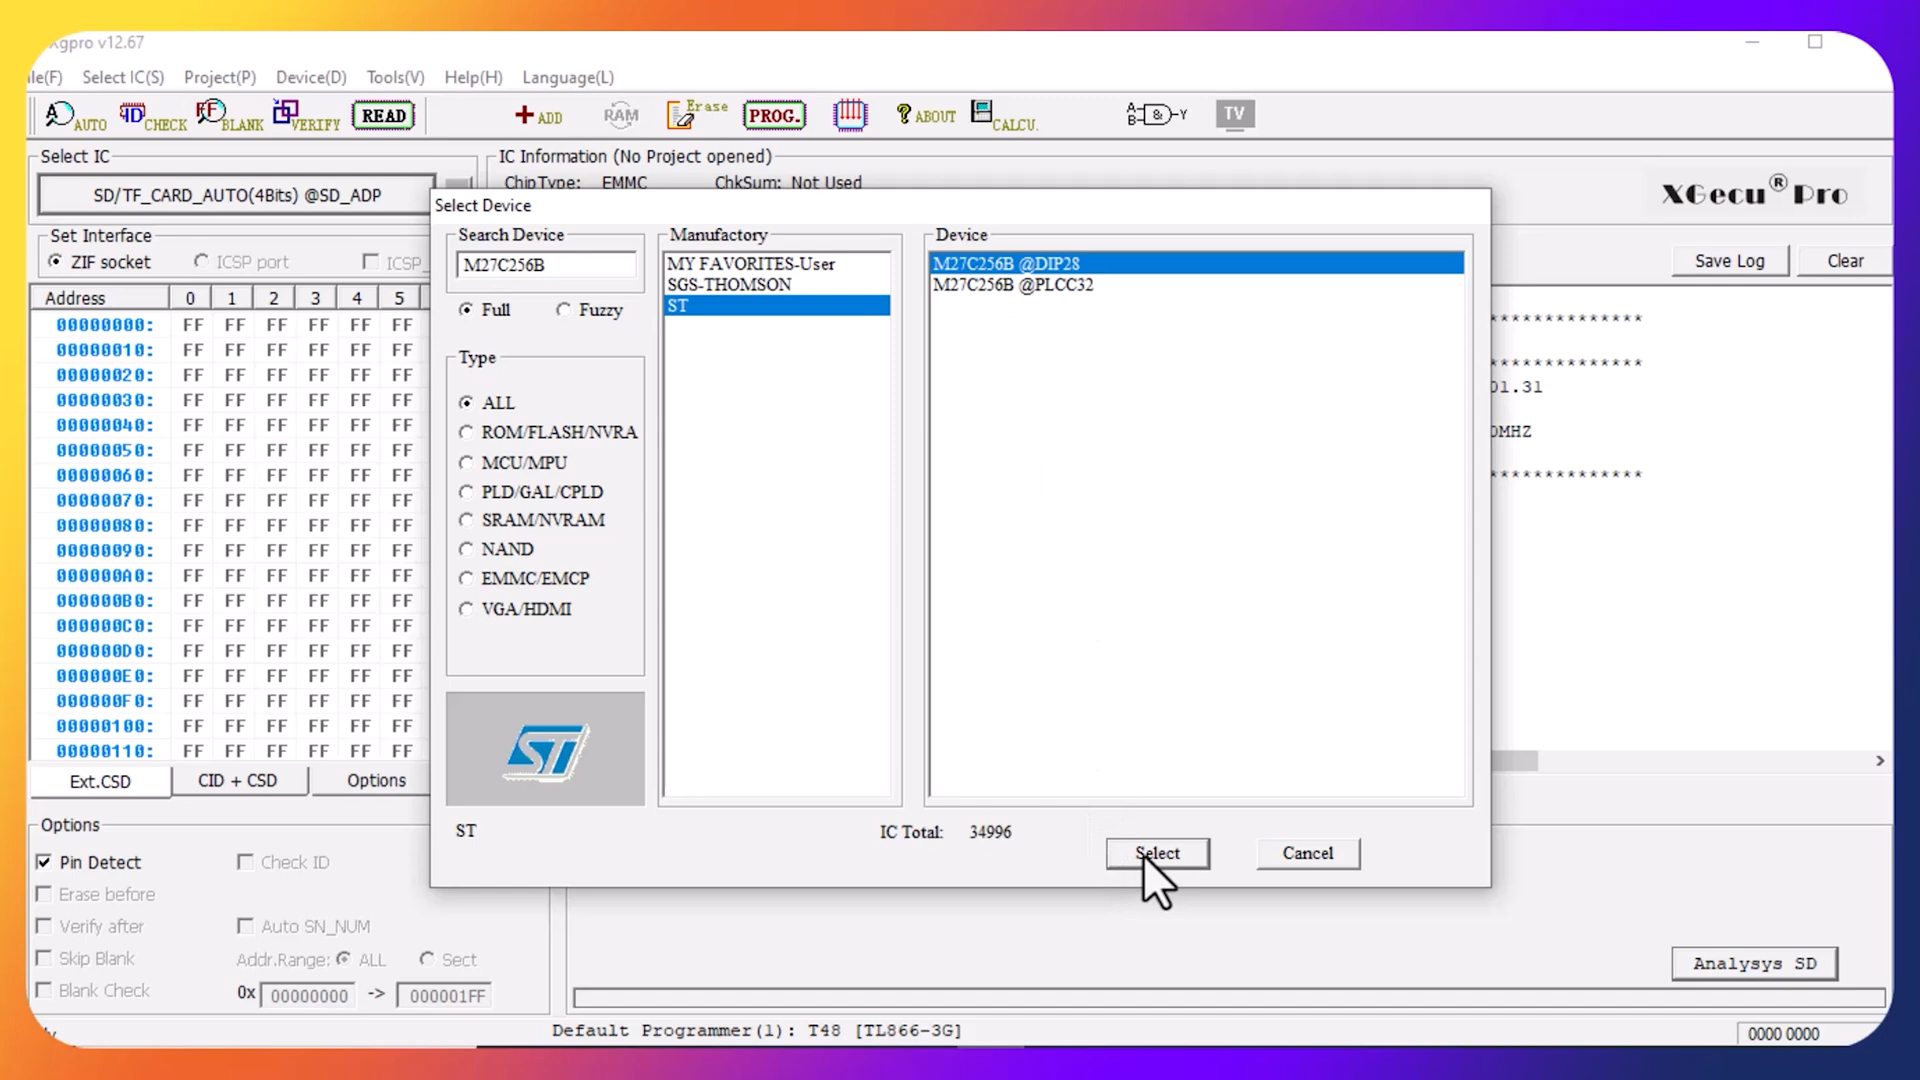 Xgpro v12.67
ile(F) Select IC(S) Project(P) Device(D) Tools(V) Help(H) Language(L)
AUTO CHECK BLANK VERIFY READ ADD RAM Erase PROG. ? ABOUT CALCU. A B & Y TV
Select IC
SD/TF_CARD_AUTO(4Bits) @SD_ADP
IC Information (No Project opened)
ChipType: EMMC ChkSum: Not Used
XGecu® Pro
Set Interface
ZIF socket ICSP port ICSP_
Save Log Clear
Select Device
Search Device
M27C256B
Full Fuzzy
Type
ALL
ROM/FLASH/NVRA
MCU/MPU
PLD/GAL/CPLD
SRAM/NVRAM
NAND
EMMC/EMCP
VGA/HDMI
ST
ST
Manufactory
MY FAVORITES-User
SGS-THOMSON
ST
Device
M27C256B @DIP28
M27C256B @PLCC32
IC Total: 34996
Select Cancel
Address 0 1 2 3 4 5
00000000: FF FF FF FF FF FF
00000010: FF FF FF FF FF FF
00000020: FF FF FF FF FF FF
00000030: FF FF FF FF FF FF
00000040: FF FF FF FF FF FF
00000050: FF FF FF FF FF FF
00000060: FF FF FF FF FF FF
00000070: FF FF FF FF FF FF
00000080: FF FF FF FF FF FF
00000090: FF FF FF FF FF FF
000000A0: FF FF FF FF FF FF
000000B0: FF FF FF FF FF FF
000000C0: FF FF FF FF FF FF
000000D0: FF FF FF FF FF FF
000000E0: FF FF FF FF FF FF
000000F0: FF FF FF FF FF FF
00000100: FF FF FF FF FF FF
00000110: FF FF FF FF FF FF
**************
**************
01.31
0MHZ
**************
Ext.CSD CID + CSD Options
Options
Pin Detect Check ID
Erase before
Verify after Auto SN_NUM
Skip Blank Addr.Range: ALL Sect
Blank Check 0x 00000000 -> 000001FF
Analysys SD
Default Programmer(1): T48 [TL866-3G]
0000 0000